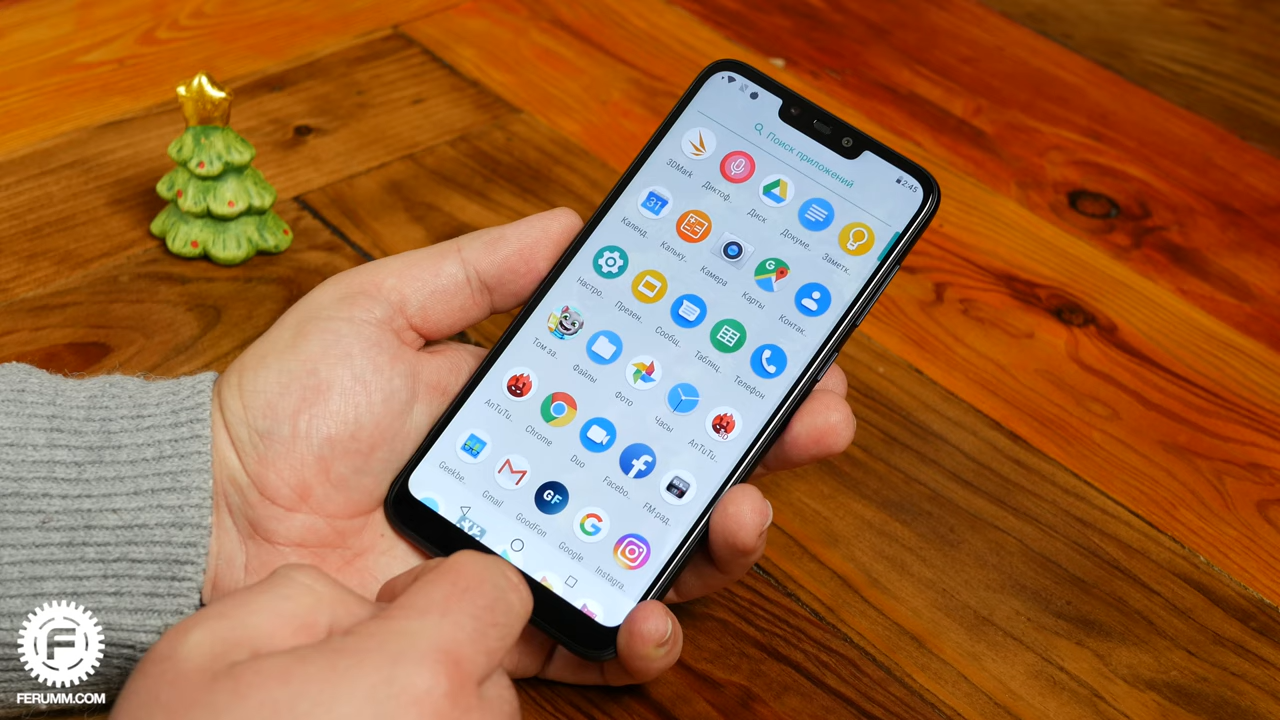 2:45
Поиск приложений
3DMark
Диктоф..
Диск
Докуме..
Заметк..
31
Календ..
Кальку..
Камера
Карты
Контак..
Настро..
Презен..
Сообщ..
Таблиц..
Телефон
Том за..
Файлы
Фото
Часы
AnTuTu..
AnTuTu..
Chrome
Duo
Facebo..
FM-рад..
Geekbe..
Gmail
GF
GoodFon
Google
Instagra..
FERUMM.COM